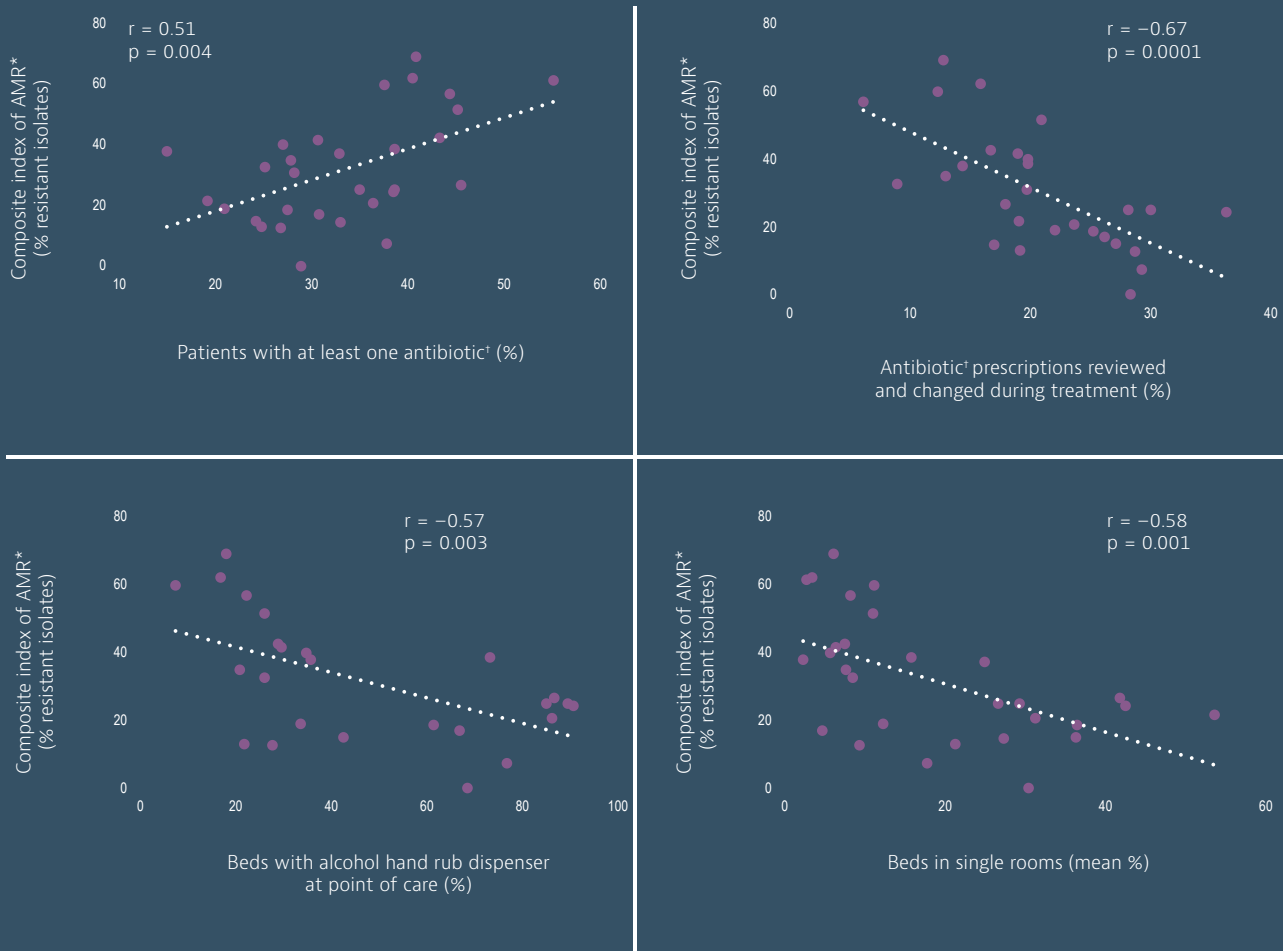 r = 0.51
p = 0.004
Composite index of AMR*
(% resistant isolates)
80
60
40
20
0
10 20 30 40 50 60
Patients with at least one antibiotic† (%)
r = −0.67
p = 0.0001
Composite index of AMR*
(% resistant isolates)
80
60
40
20
0
0 10 20 30 40
Antibiotic† prescriptions reviewed
and changed during treatment (%)
r = −0.57
p = 0.003
Composite index of AMR*
(% resistant isolates)
80
60
40
20
0
0 20 40 60 80 100
Beds with alcohol hand rub dispenser
at point of care (%)
r = −0.58
p = 0.001
Composite index of AMR*
(% resistant isolates)
80
60
40
20
0
0 20 40 60
Beds in single rooms (mean %)